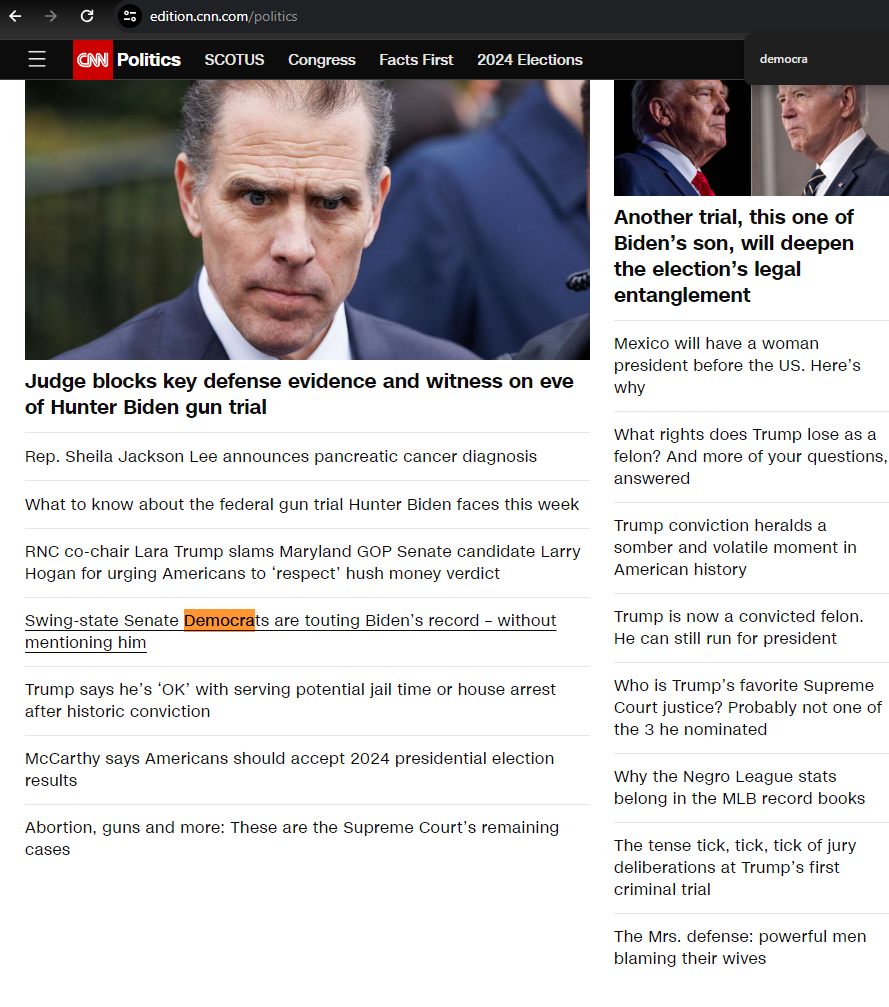 edition.cnn.com/politics
CNN Politics SCOTUS Congress Facts First 2024 Elections
democra
Judge blocks key defense evidence and witness on eve
of Hunter Biden gun trial
Rep. Sheila Jackson Lee announces pancreatic cancer diagnosis
What to know about the federal gun trial Hunter Biden faces this week
RNC co-chair Lara Trump slams Maryland GOP Senate candidate Larry
Hogan for urging Americans to ‘respect’ hush money verdict
Swing-state Senate Democrats are touting Biden’s record – without
mentioning him
Trump says he’s ‘OK’ with serving potential jail time or house arrest
after historic conviction
McCarthy says Americans should accept 2024 presidential election
results
Abortion, guns and more: These are the Supreme Court’s remaining
cases
Another trial, this one of
Biden’s son, will deepen
the election’s legal
entanglement
Mexico will have a woman
president before the US. Here’s
why
What rights does Trump lose as a
felon? And more of your questions,
answered
Trump conviction heralds a
somber and volatile moment in
American history
Trump is now a convicted felon.
He can still run for president
Who is Trump’s favorite Supreme
Court justice? Probably not one of
the 3 he nominated
Why the Negro League stats
belong in the MLB record books
The tense tick, tick, tick of jury
deliberations at Trump’s first
criminal trial
The Mrs. defense: powerful men
blaming their wives